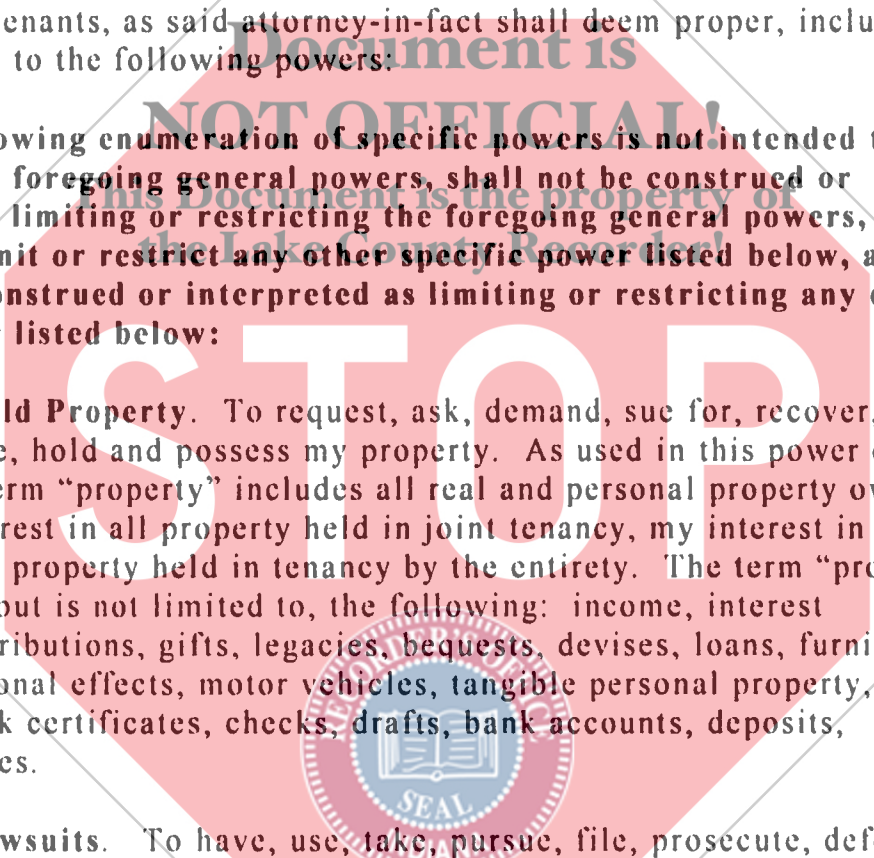 enants, as said attorney-in-fact shall deem proper, inclu
to the following powers:
Document is
NOT OFFICIAL!
This Document is the property of
the Lake County Recorder!
owing enumeration of specific powers is not intended t
foregoing general powers, shall not be construed or
limiting or restricting the foregoing general powers,
nit or restrict any other specific power listed below, a
onstrued or interpreted as limiting or restricting any
listed below:
STOP
ld Property. To request, ask, demand, sue for, recover,
e, hold and possess my property. As used in this power
erm “property” includes all real and personal property ow
rest in all property held in joint tenancy, my interest in
property held in tenancy by the entirety. The term “pro
but is not limited to, the following: income, interest
ributions, gifts, legacies, bequests, devises, loans, furni
onal effects, motor vehicles, tangible personal property,
k certificates, checks, drafts, bank accounts, deposits,
es.
RECORDER'S OFFICE
SEAL
wsuits. To have, use, take, pursue, file, prosecute, defe